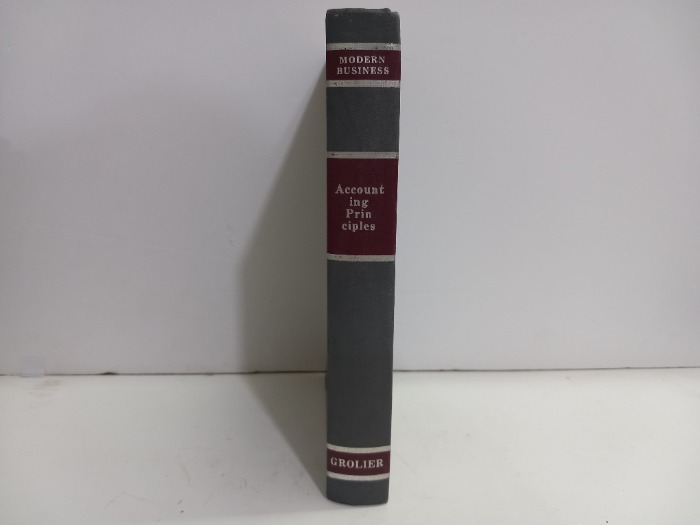 MODERN
BUSINESS
Account
ing
Prin
ciples
GROLIER